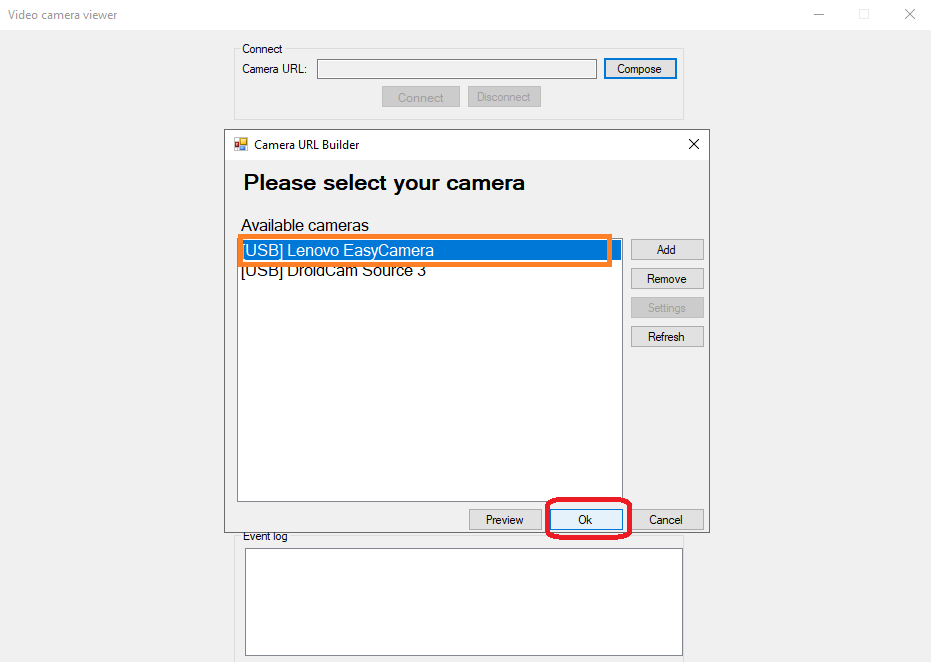 Video camera viewer
Connect
Camera URL:
Compose
Connect
Disconnect
Camera URL Builder
Please select your camera
Available cameras
[USB] Lenovo EasyCamera
[USB] DroidCam Source 3
Add
Remove
Settings
Refresh
Preview
Ok
Cancel
Event log